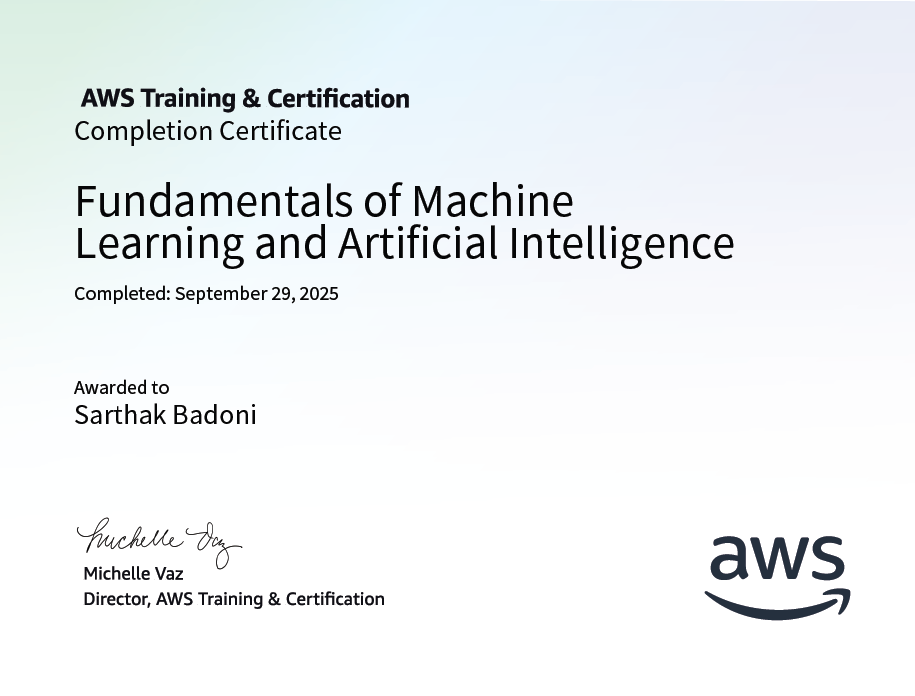 AWS Training & Certification
Completion Certificate
Fundamentals of Machine
Learning and Artificial Intelligence
Completed: September 29, 2025
Awarded to
Sarthak Badoni
Michelle Vaz
Michelle Vaz
Director, AWS Training & Certification
aws